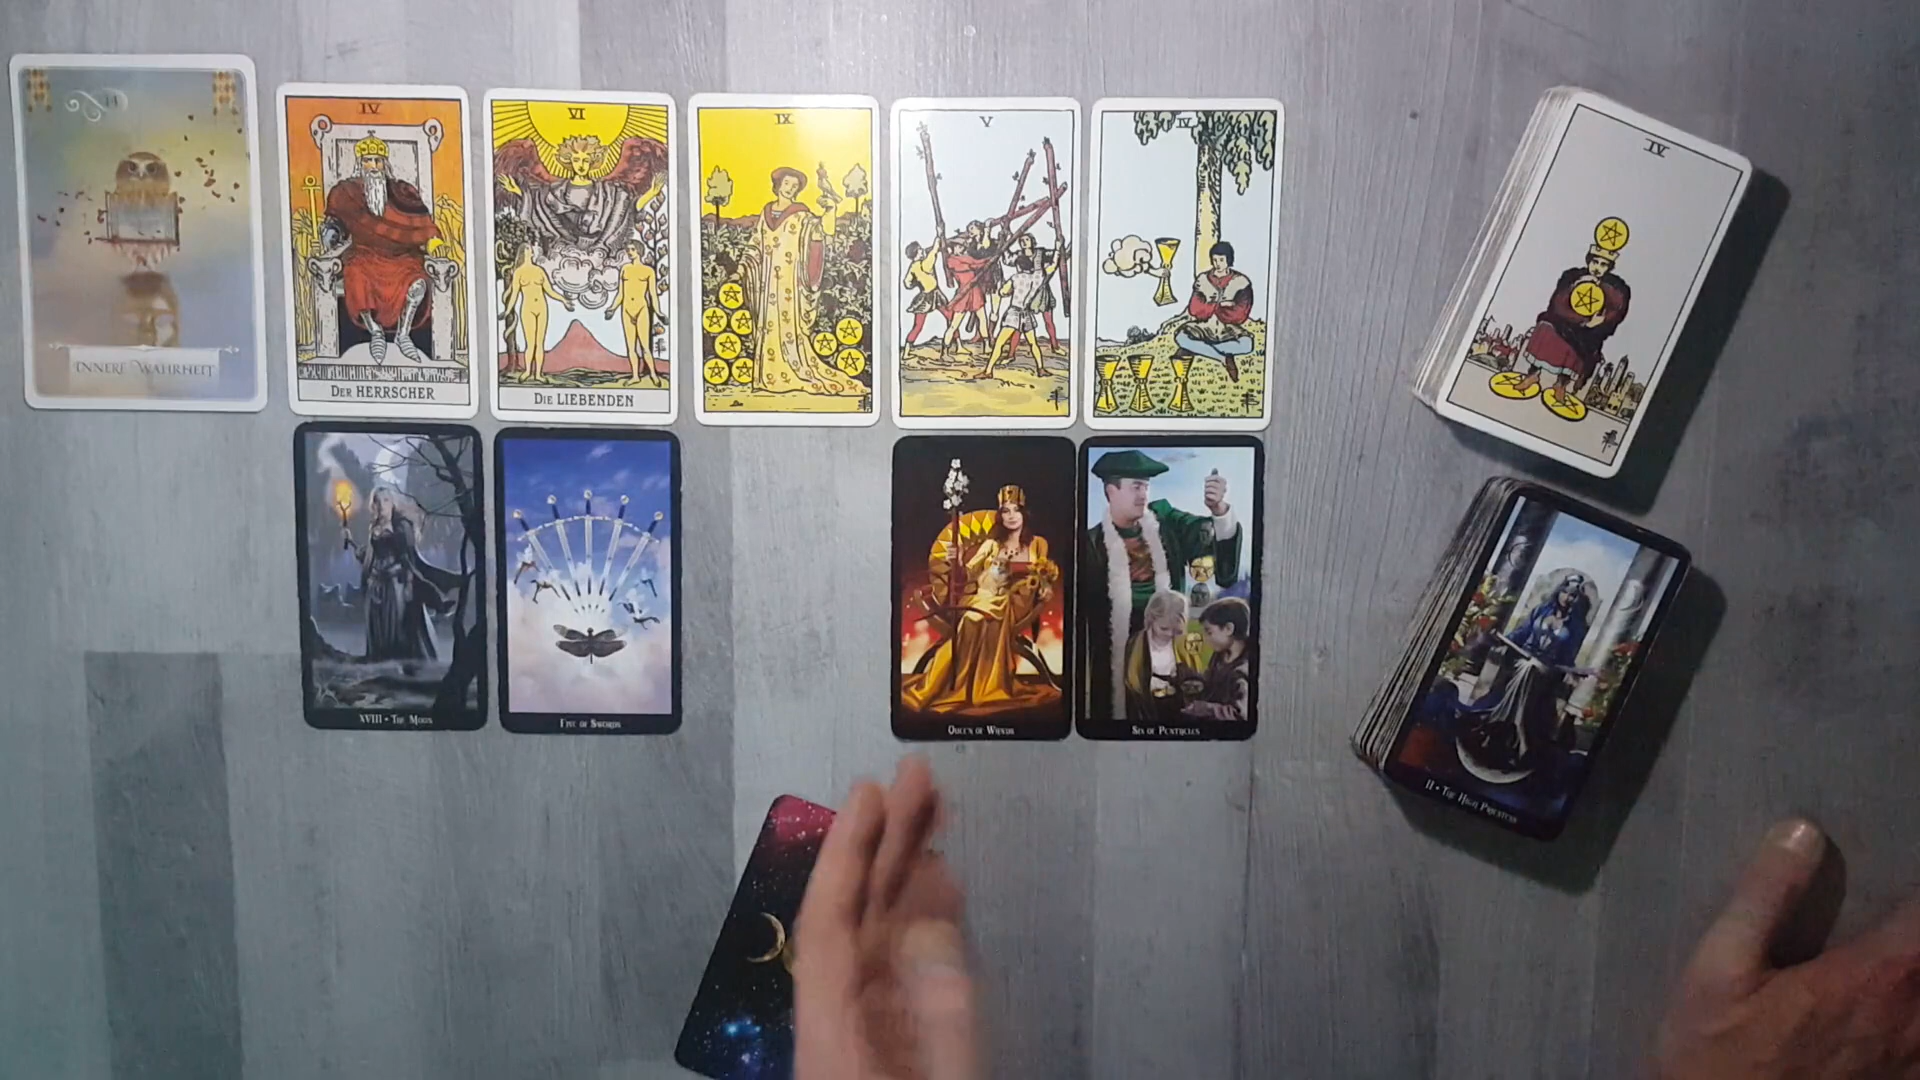 14
INNERE WAHRHEIT
IV
DER HERRSCHER
VI
DIE LIEBENDEN
IX
V
IV
IV
XVIII • THE MOON
OF SWORDS
QUEEN OF WANDS
SIX OF PENTACLES
II • THE HIGH PRIESTESS